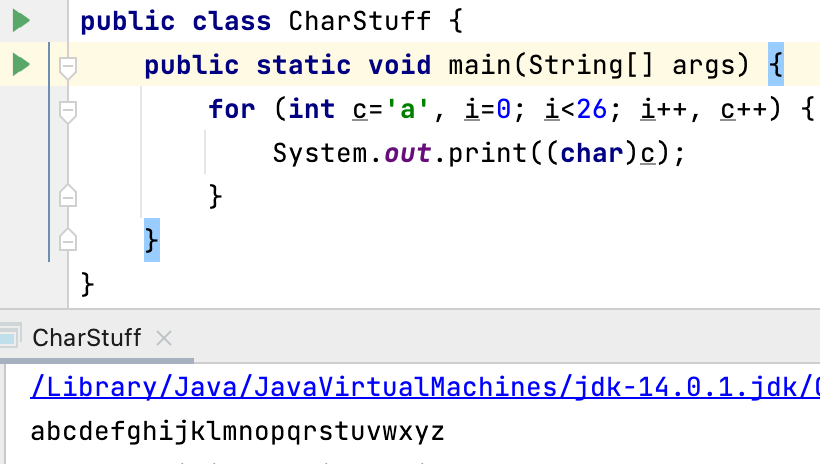 public class CharStuff {
public static void main(String[] args) {
for (int c='a', i=0; i<26; i++, c++) {
System.out.print((char)c);
}
}
}
CharStuff
/Library/Java/JavaVirtualMachines/jdk-14.0.1.jdk/
abcdefghijklmnopqrstuvwxyz